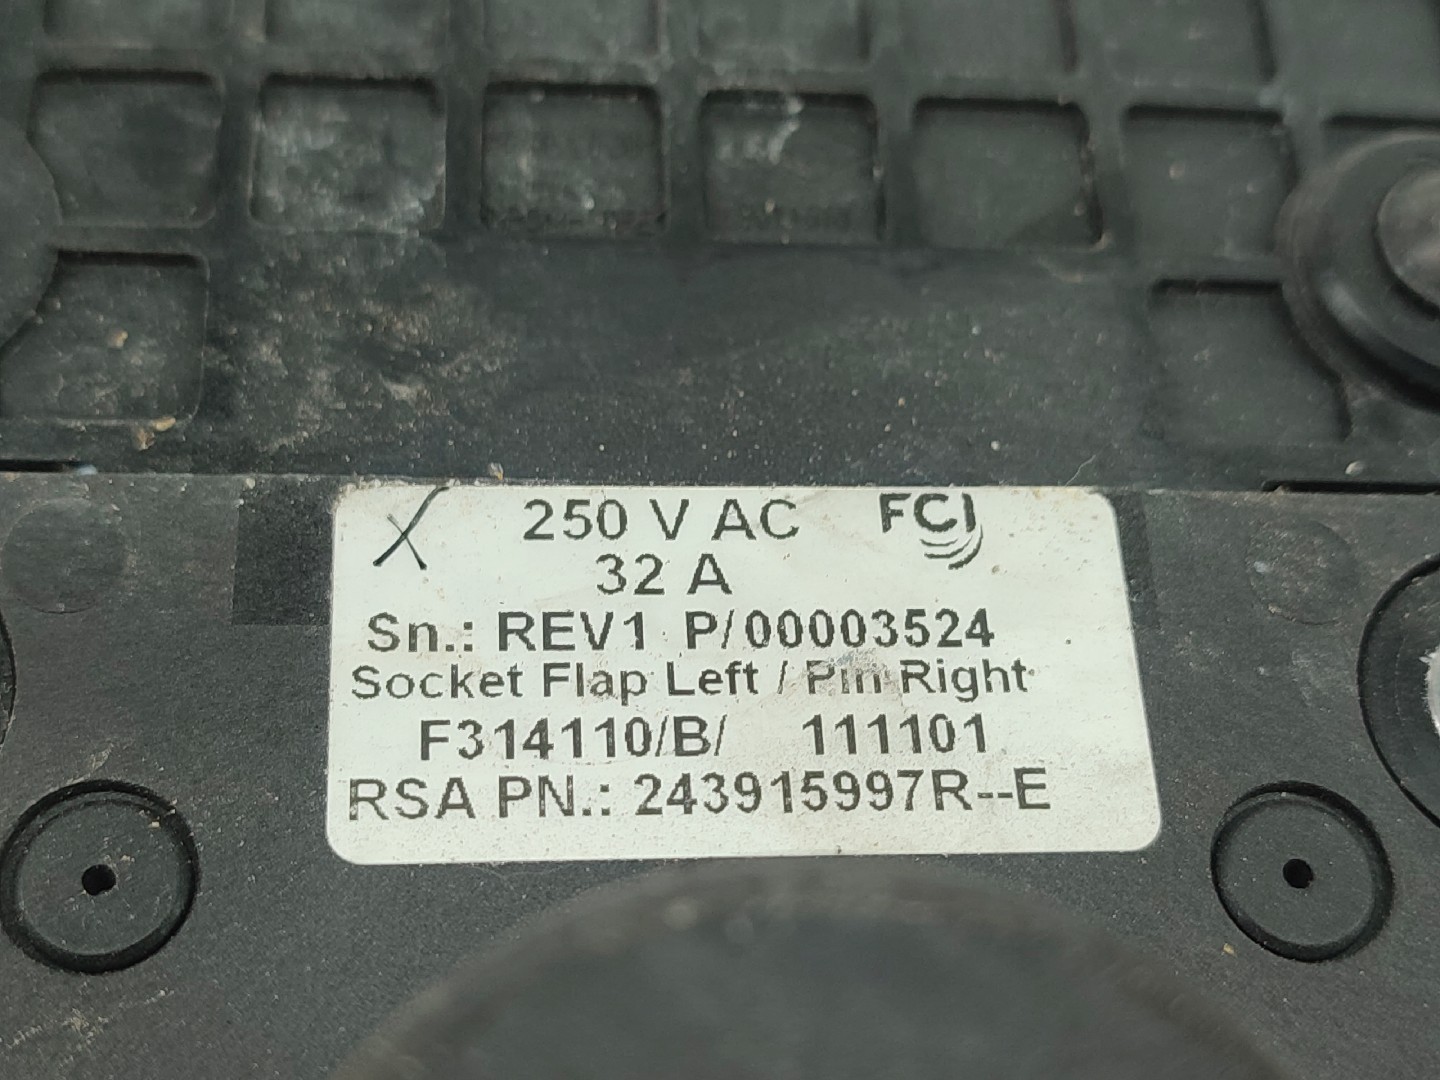 250 V AC FCI
32 A
Sn.: REV1 P/00003524
Socket Flap Left / Pin Right
F314110/B/ 111101
RSA PN.: 243915997R--E